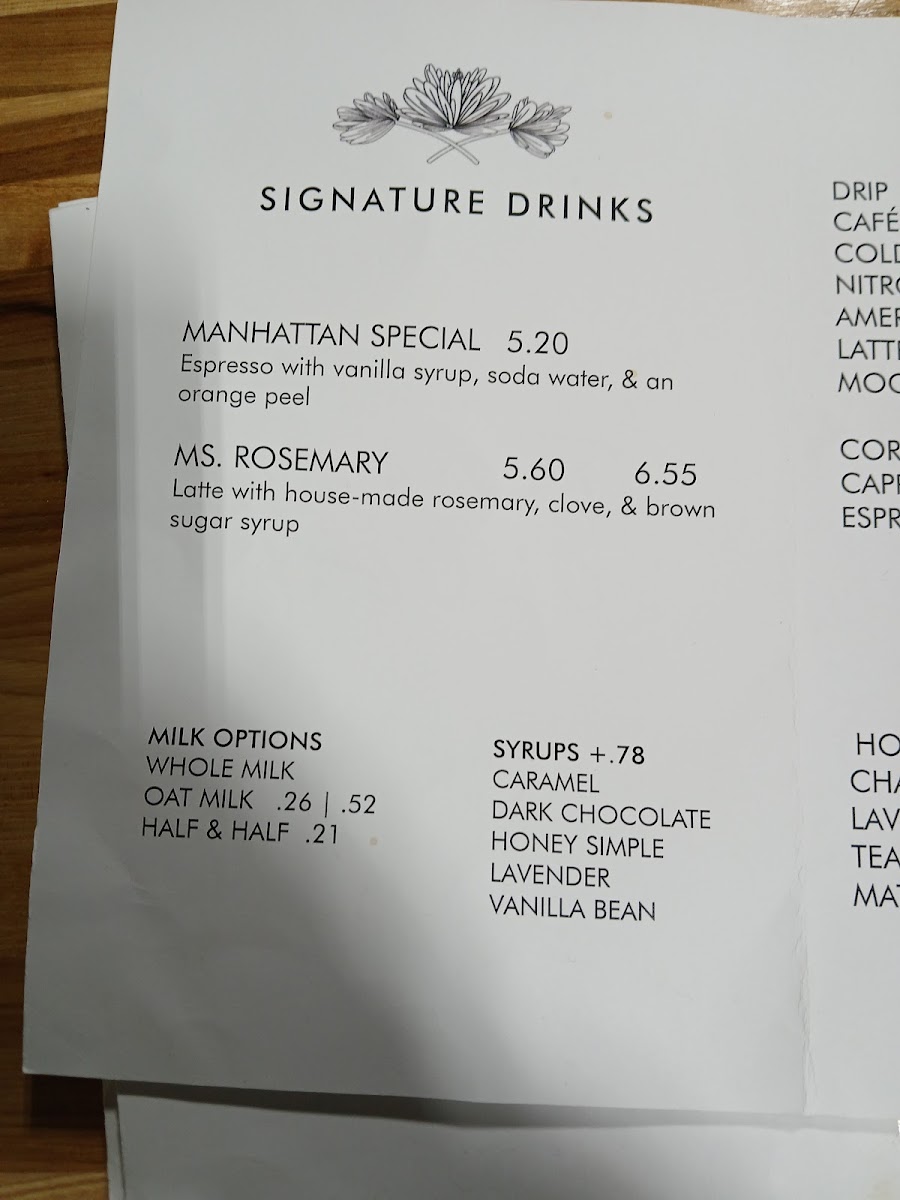 SIGNATURE DRINKS
MANHATTAN SPECIAL 5.20
Espresso with vanilla syrup, soda water, & an
orange peel
MS. ROSEMARY 5.60 6.55
Latte with house-made rosemary, clove, & brown
sugar syrup
MILK OPTIONS
WHOLE MILK
OAT MILK .26 | .52
HALF & HALF .21
SYRUPS +.78
CARAMEL
DARK CHOCOLATE
HONEY SIMPLE
LAVENDER
VANILLA BEAN
DRIP
CAFÉ